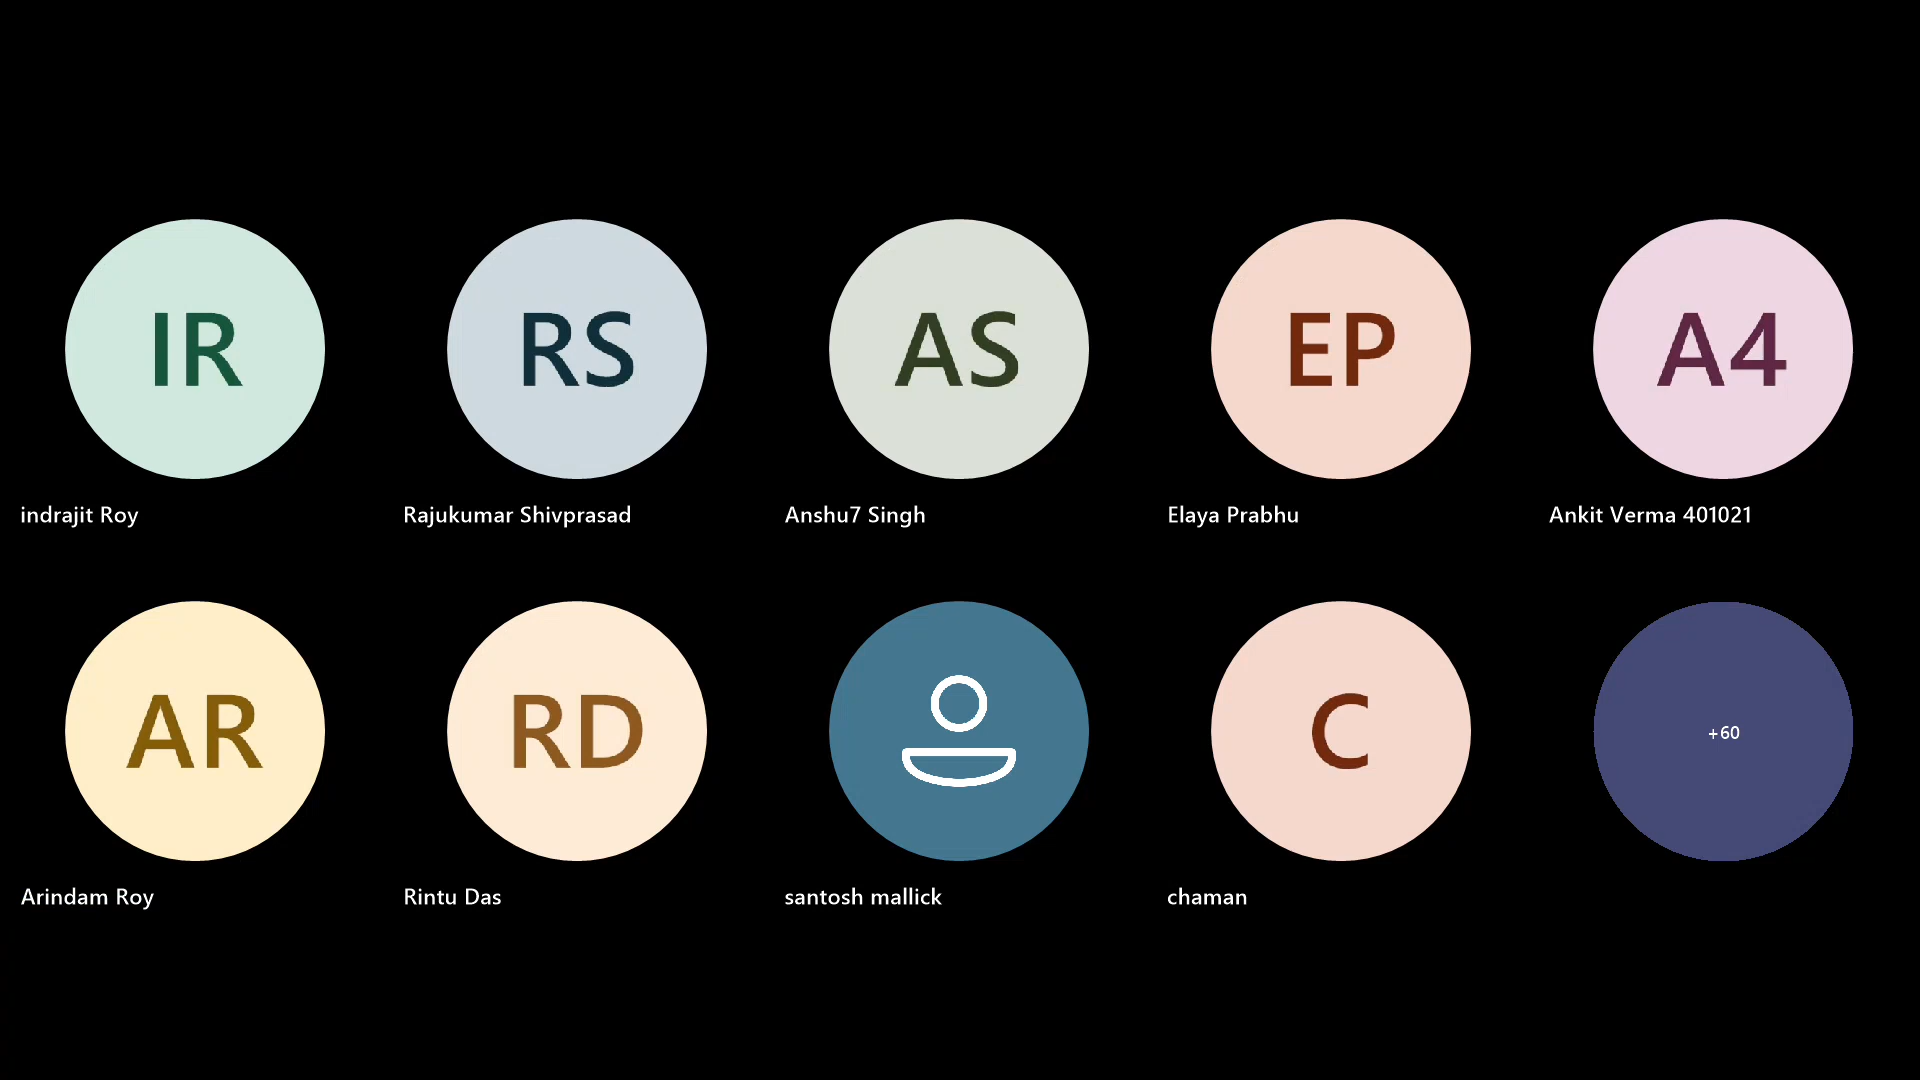 IR
RS
AS
EP
A4
indrajit Roy
Rajukumar Shivprasad
Anshu7 Singh
Elaya Prabhu
Ankit Verma 401021
AR
RD
C
+60
Arindam Roy
Rintu Das
santosh mallick
chaman